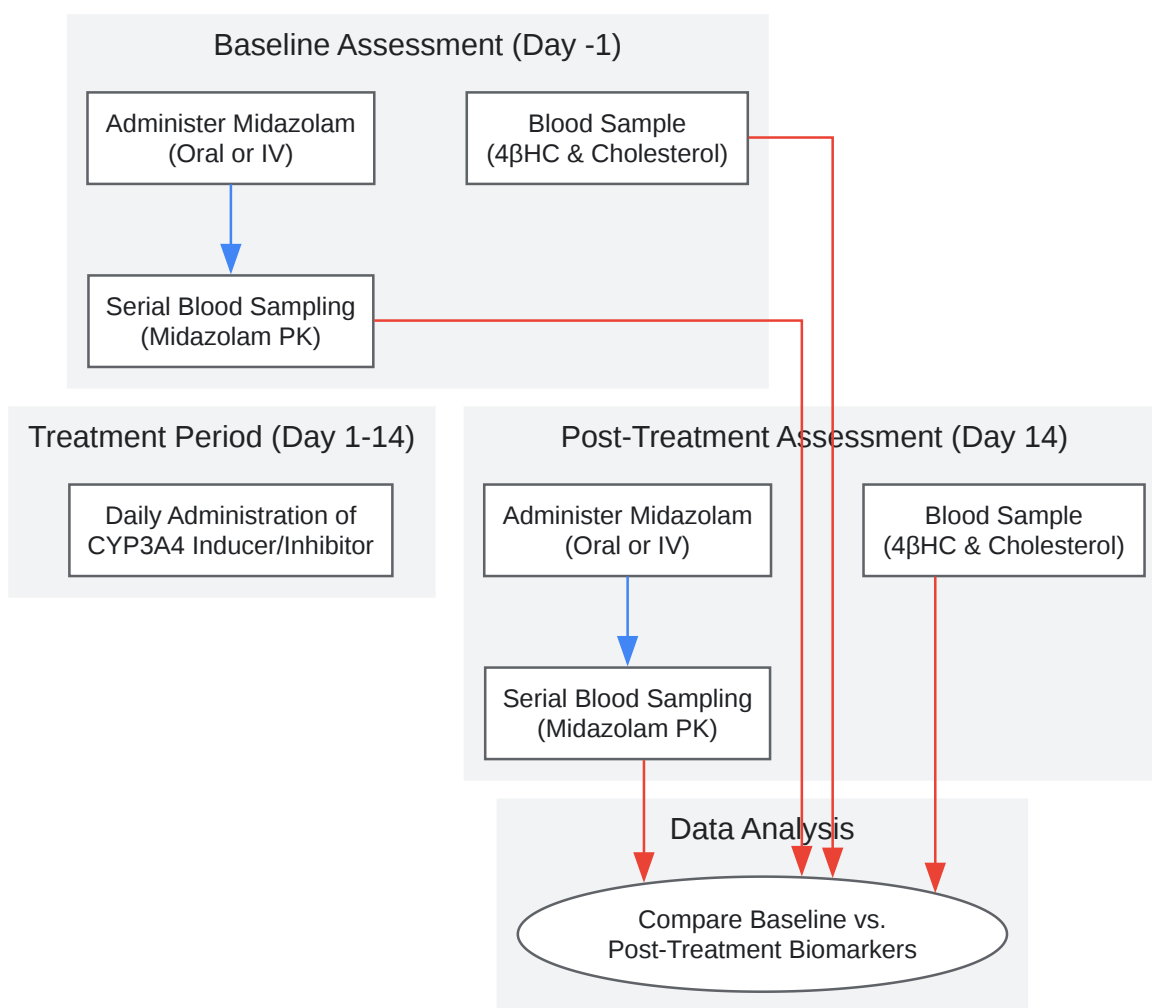 Baseline Assessment (Day -1)
Administer Midazolam
(Oral or IV)
Blood Sample
(4βHC & Cholesterol)
Serial Blood Sampling
(Midazolam PK)
Treatment Period (Day 1-14)
Daily Administration of
CYP3A4 Inducer/Inhibitor
Post-Treatment Assessment (Day 14)
Administer Midazolam
(Oral or IV)
Blood Sample
(4βHC & Cholesterol)
Serial Blood Sampling
(Midazolam PK)
Data Analysis
Compare Baseline vs.
Post-Treatment Biomarkers